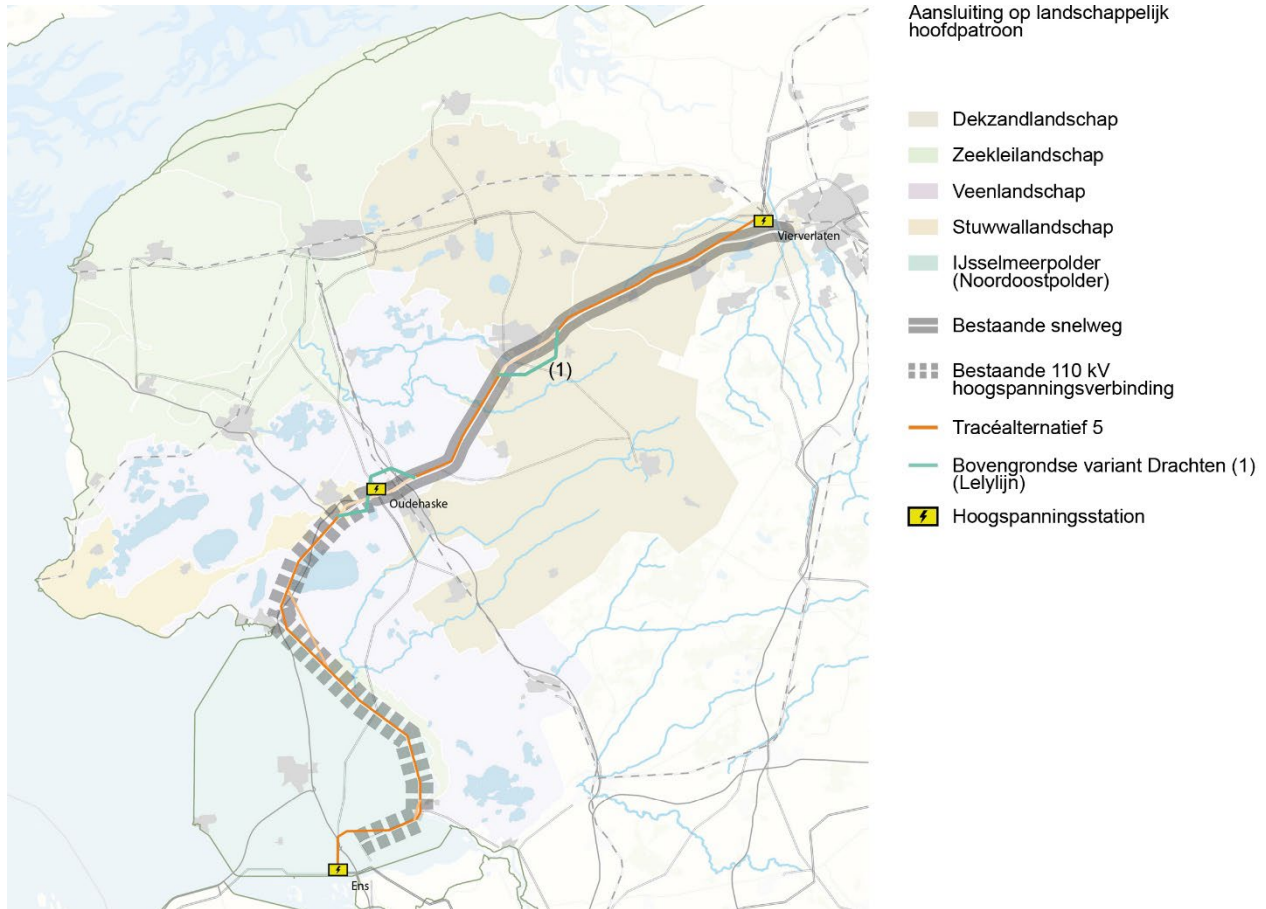 Aansluiting op landschappelijk
hoofdpatroon
Dekzandlandschap
Zeekleilandschap
Veenlandschap
Stuwwallandschap
IJsselmeerpolder
(Noordoostpolder)
Bestaande snelweg
Bestaande 110 kV
hoogspanningsverbinding
Tracéalternatief 5
Bovengrondse variant Drachten (1)
(Lelylijn)
Hoogspanningsstation
Vierverlaten
(1)
Oudehaske
Ens